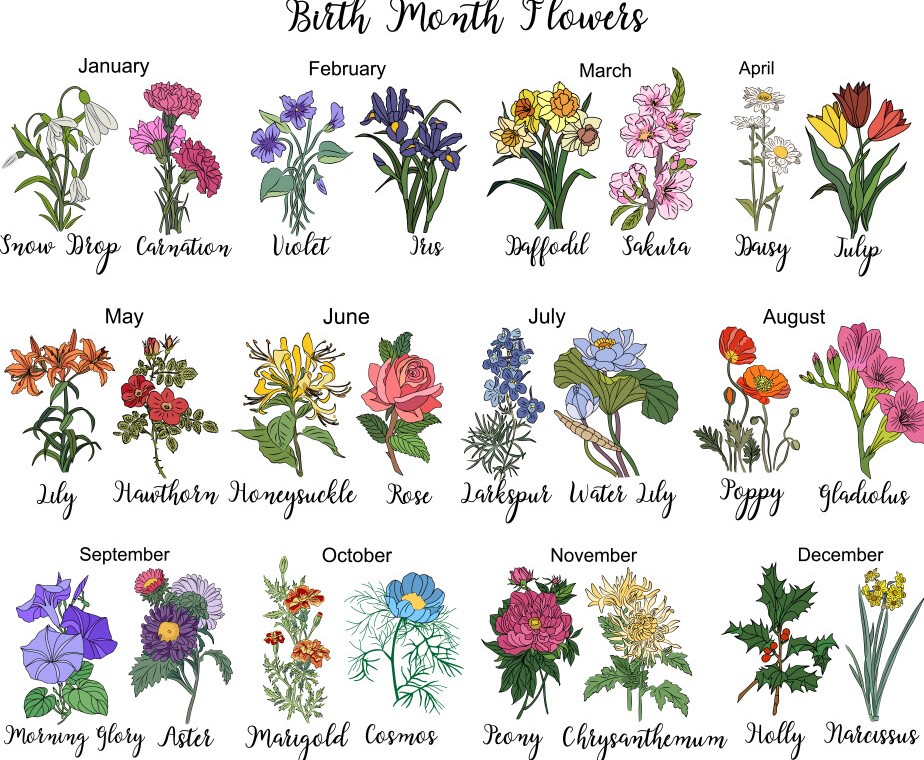 Birth Month Flowers
January February March April
Snow Drop Carnation Violet Iris Daffodil Sakura Daisy Tulip
May June July August
Lily Hawthorn Honeysuckle Rose Larkspur Water Lily Poppy Gladiolus
September October November December
Morning Glory Aster Marigold Cosmos Peony Chrysanthemum Holly Narcissus